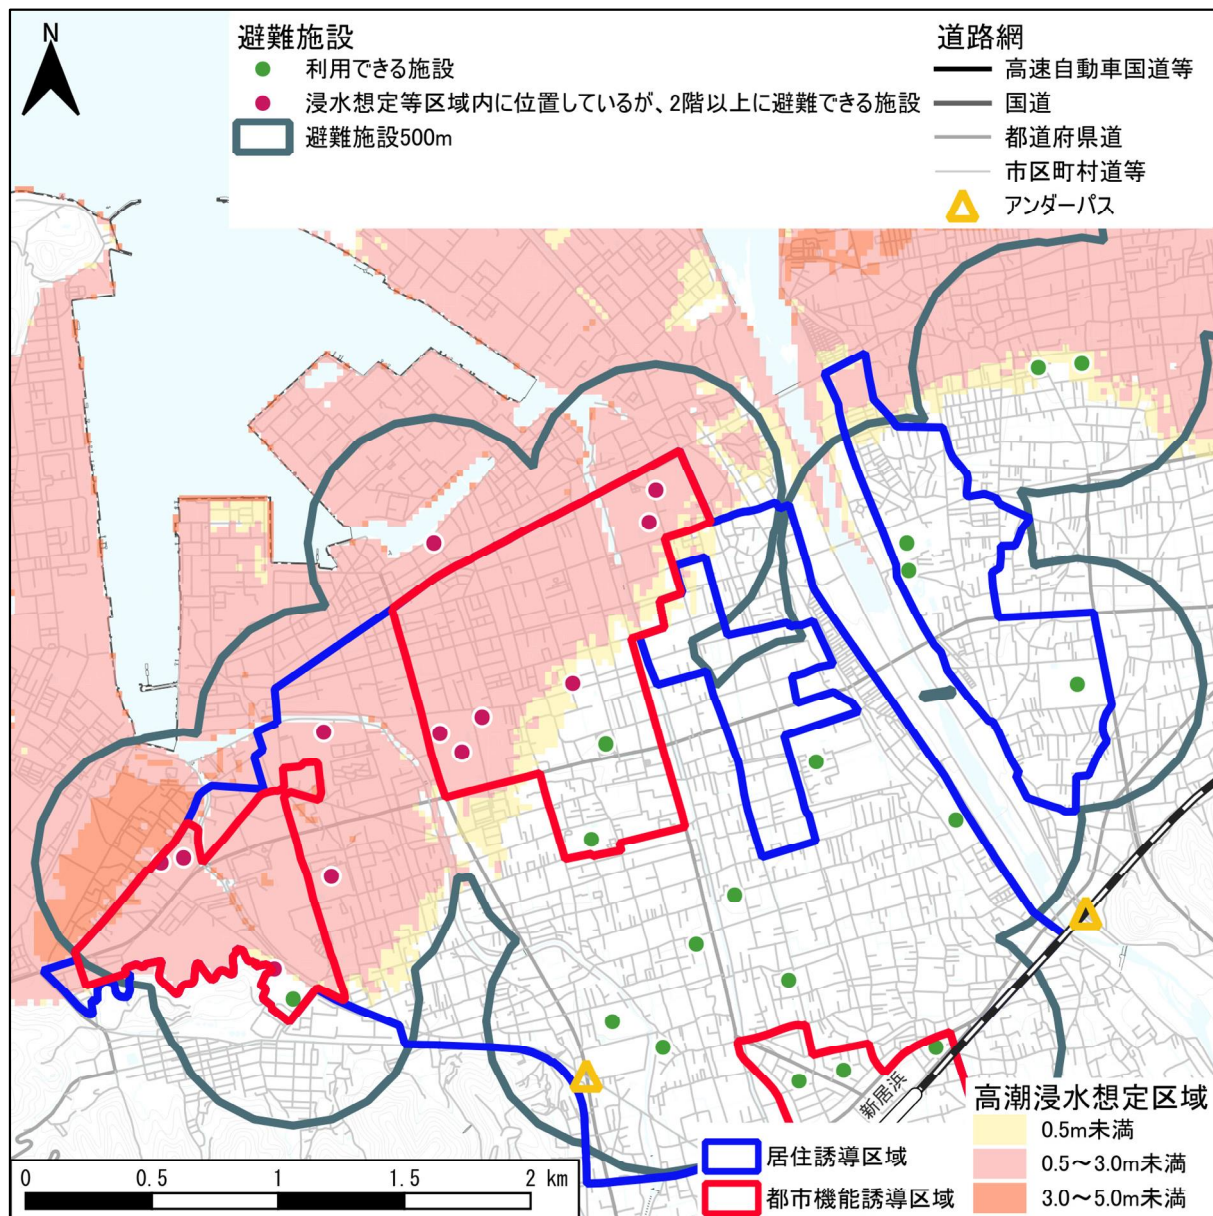 N
避難施設
利用できる施設
浸水想定等区域内に位置しているが、2階以上に避難できる施設
避難施設500m
道路網
高速自動車国道等
国道
都道府県道
市区町村道等
アンダーパス
新居浜
高潮浸水想定区域
0.5m未満
0.5～3.0m未満
3.0～5.0m未満
居住誘導区域
都市機能誘導区域
0 0.5 1 1.5 2 km